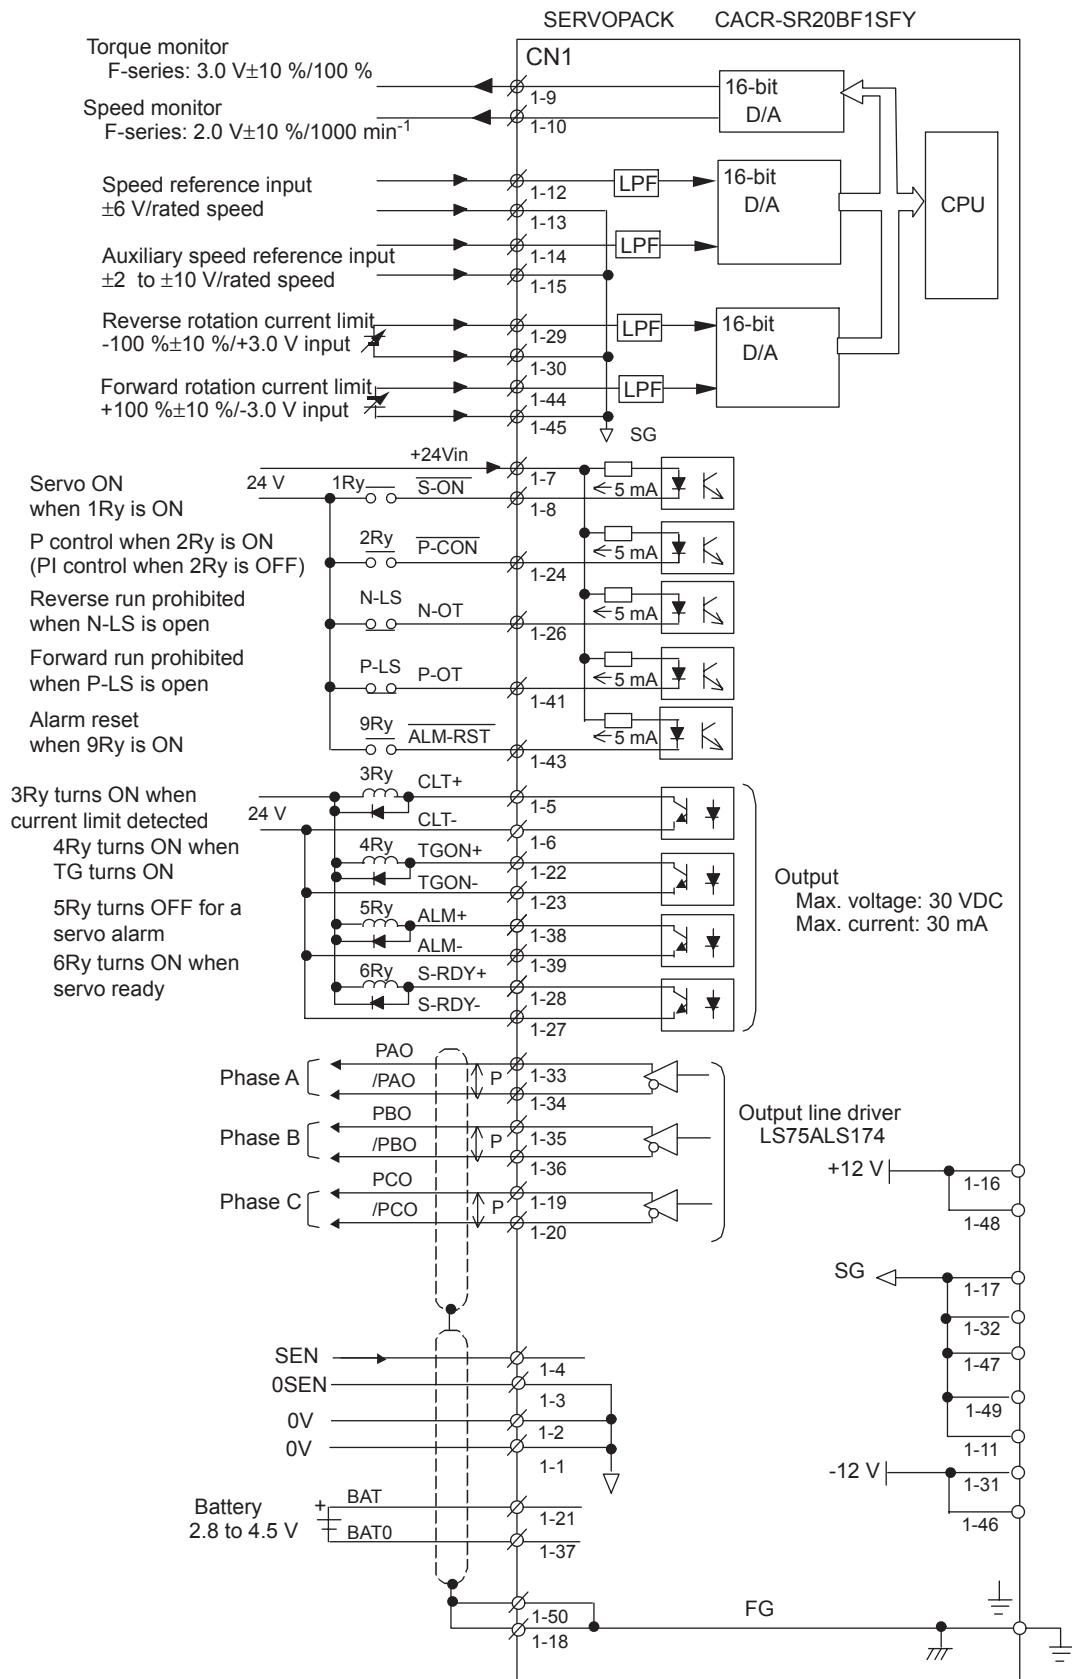 SERVOPACK CACR-SR20BF1SFY
CN1
Torque monitor
F-series: 3.0 V±10 %/100 %
1-9
16-bit
D/A
Speed monitor
F-series: 2.0 V±10 %/1000 min-1
1-10
CPU
Speed reference input
±6 V/rated speed
1-12
LPF
16-bit
D/A
1-13
Auxiliary speed reference input
±2 to ±10 V/rated speed
1-14
LPF
1-15
Reverse rotation current limit
-100 %±10 %/+3.0 V input
1-29
LPF
16-bit
D/A
1-30
Forward rotation current limit
+100 %±10 %/-3.0 V input
1-44
LPF
1-45
SG
+24Vin
1-7
Servo ON
when 1Ry is ON
24 V
1Ry
S-ON
1-8
5 mA
P control when 2Ry is ON
(PI control when 2Ry is OFF)
2Ry
P-CON
1-24
5 mA
Reverse run prohibited
when N-LS is open
N-LS
N-OT
1-26
5 mA
Forward run prohibited
when P-LS is open
P-LS
P-OT
1-41
5 mA
Alarm reset
when 9Ry is ON
9Ry
ALM-RST
1-43
5 mA
3Ry turns ON when
current limit detected
24 V
3Ry
CLT+
1-5
CLT-
1-6
4Ry turns ON when
TG turns ON
4Ry
TGON+
1-22
TGON-
1-23
5Ry turns OFF for a
servo alarm
5Ry
ALM+
1-38
ALM-
1-39
6Ry turns ON when
servo ready
6Ry
S-RDY+
1-28
S-RDY-
1-27
Output
Max. voltage: 30 VDC
Max. current: 30 mA
Phase A
PAO
/PAO
P
1-33
1-34
Phase B
PBO
/PBO
P
1-35
1-36
Phase C
PCO
/PCO
P
1-19
1-20
Output line driver
LS75ALS174
+12 V
1-16
1-48
SG
1-17
1-32
1-47
1-49
1-11
-12 V
1-31
1-46
SEN
1-4
0SEN
1-3
0V
1-2
0V
1-1
Battery
2.8 to 4.5 V
+
BAT
1-21
BAT0
1-37
1-50
1-18
FG